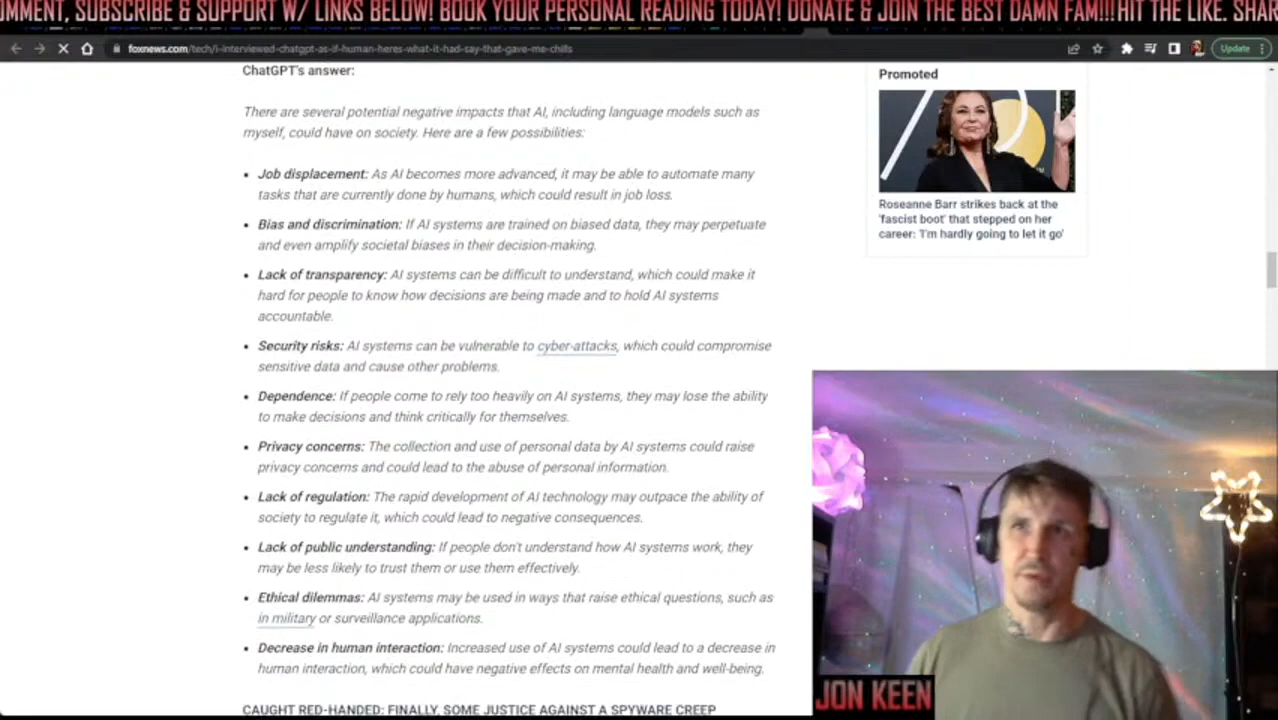 OMMENT, SUBSCRIBE & SUPPORT W/ LINKS BELOW! BOOK YOUR PERSONAL READING TODAY! DONATE & JOIN THE BEST DAMN FAM!!! HIT THE LIKE. SHAR
foxnews.com/tech/i-interviewed-chatgpt-as-if-human-heres-what-it-had-say-that-gave-me-chills
Update
ChatGPT's answer:
There are several potential negative impacts that AI, including language models such as
myself, could have on society. Here are a few possibilities:
• Job displacement: As AI becomes more advanced, it may be able to automate many
tasks that are currently done by humans, which could result in job loss.
• Bias and discrimination: If AI systems are trained on biased data, they may perpetuate
and even amplify societal biases in their decision-making.
• Lack of transparency: AI systems can be difficult to understand, which could make it
hard for people to know how decisions are being made and to hold AI systems
accountable.
• Security risks: AI systems can be vulnerable to cyber-attacks, which could compromise
sensitive data and cause other problems.
• Dependence: If people come to rely too heavily on AI systems, they may lose the ability
to make decisions and think critically for themselves.
• Privacy concerns: The collection and use of personal data by AI systems could raise
privacy concerns and could lead to the abuse of personal information.
• Lack of regulation: The rapid development of AI technology may outpace the ability of
society to regulate it, which could lead to negative consequences.
• Lack of public understanding: If people don't understand how AI systems work, they
may be less likely to trust them or use them effectively.
• Ethical dilemmas: AI systems may be used in ways that raise ethical questions, such as
in military or surveillance applications.
• Decrease in human interaction: Increased use of AI systems could lead to a decrease in
human interaction, which could have negative effects on mental health and well-being.
CAUGHT RED-HANDED: FINALLY, SOME JUSTICE AGAINST A SPYWARE CREEP
Promoted
Roseanne Barr strikes back at the
'fascist boot' that stepped on her
career: 'I'm hardly going to let it go'
JON KEEN